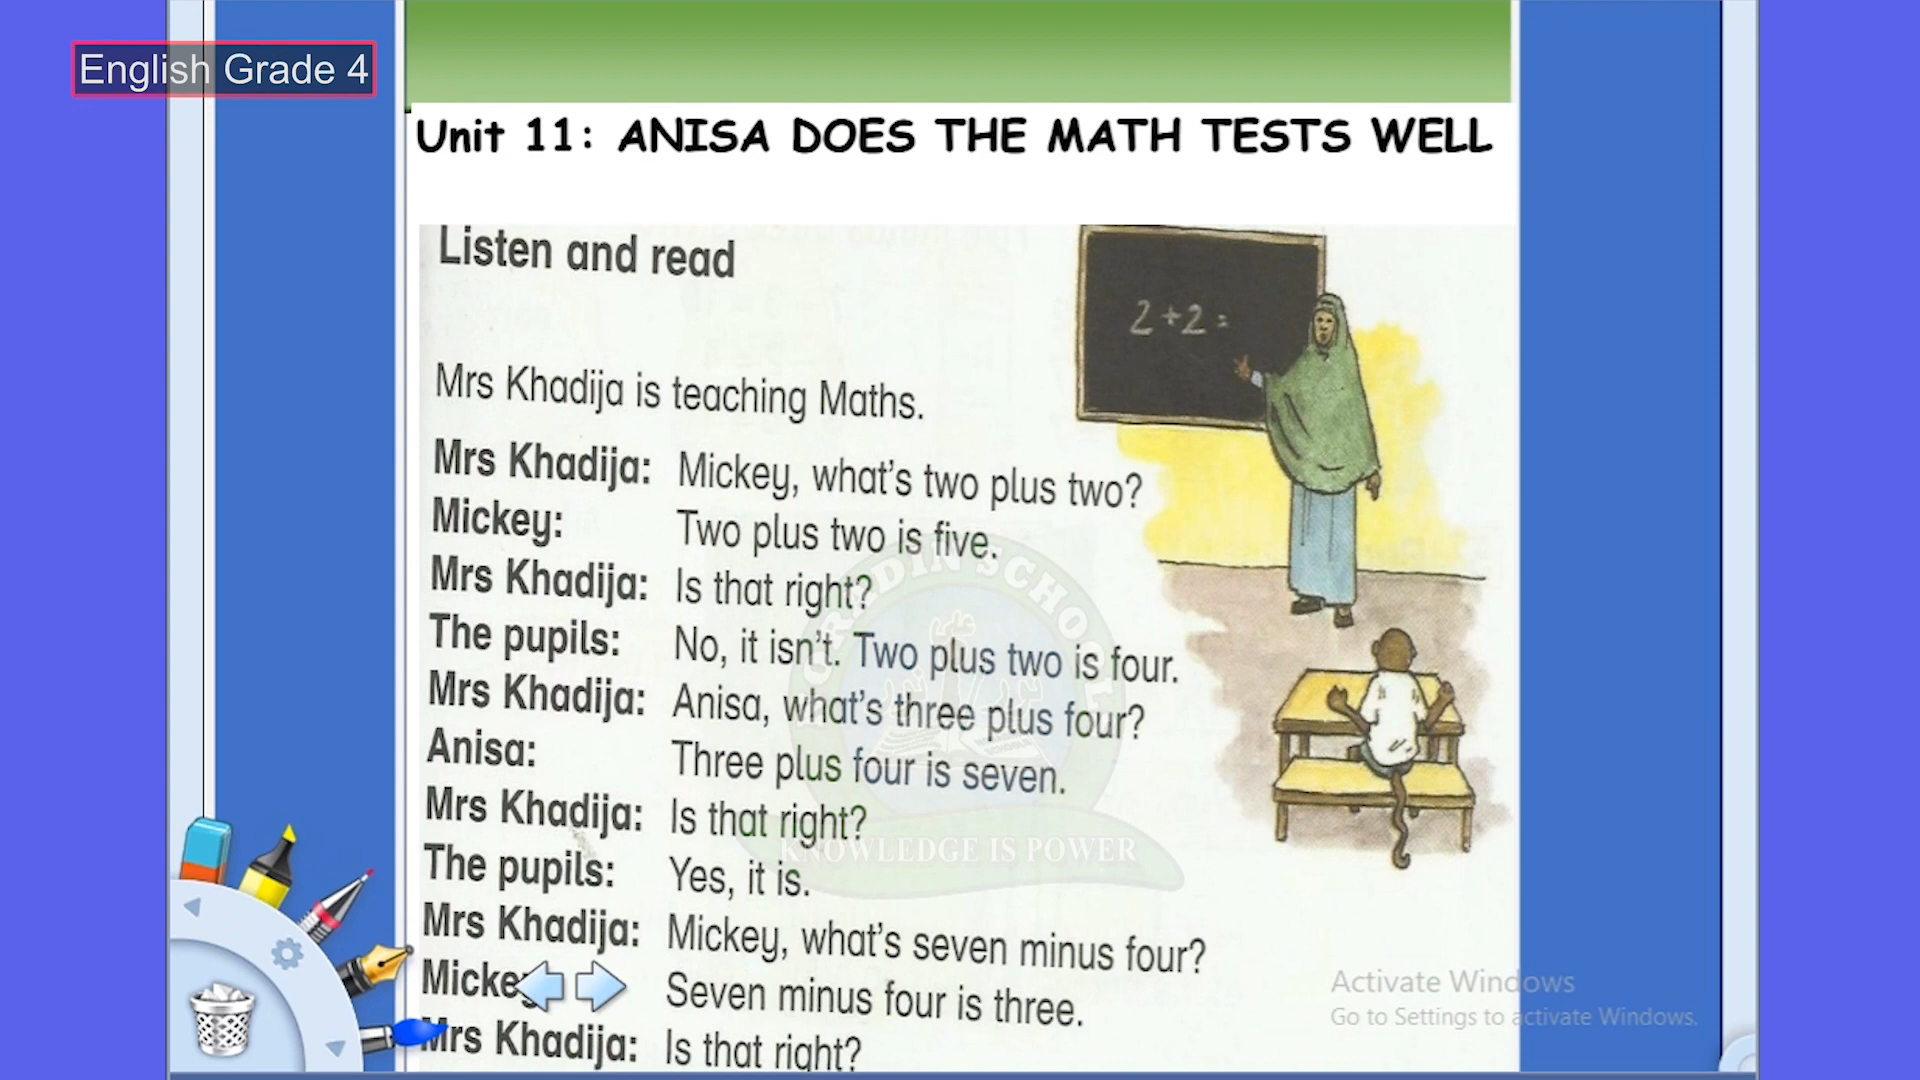 English Grade 4
Unit 11: ANISA DOES THE MATH TESTS WELL
Listen and read
2+2=
Mrs Khadija is teaching Maths.
Mrs Khadija: Mickey, what's two plus two?
Mickey: Two plus two is five.
Mrs Khadija: Is that right?
The pupils: No, it isn't. Two plus two is four.
Mrs Khadija: Anisa, what's three plus four?
Anisa: Three plus four is seven.
Mrs Khadija: Is that right?
The pupils: Yes, it is.
KNOWLEDGE IS POWER
Mrs Khadija: Mickey, what's seven minus four?
Seven minus four is three.
Mrs Khadija: Is that right?
Activate Windows
Go to Settings to activate Windows.